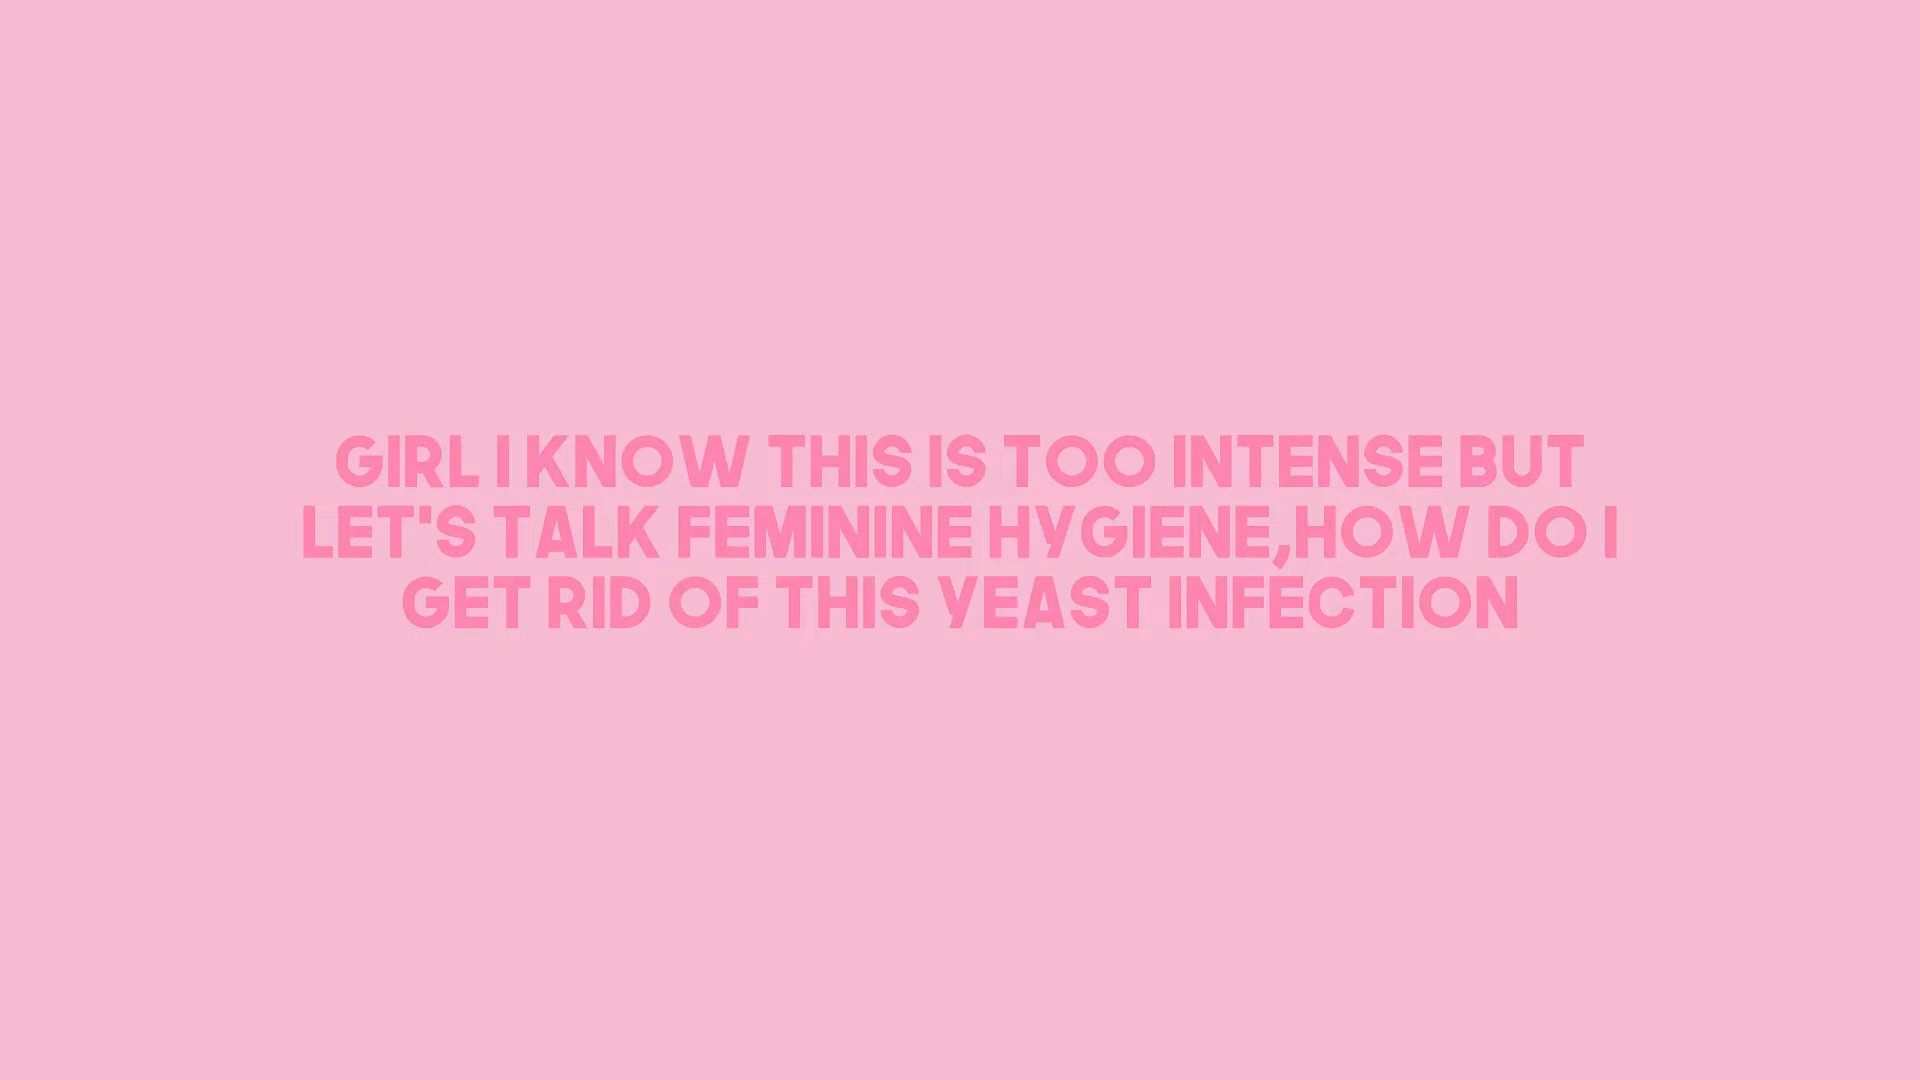 GIRL I KNOW THIS IS TOO INTENSE BUT
LET'S TALK FEMININE HYGIENE,HOW DO I
GET RID OF THIS YEAST INFECTION